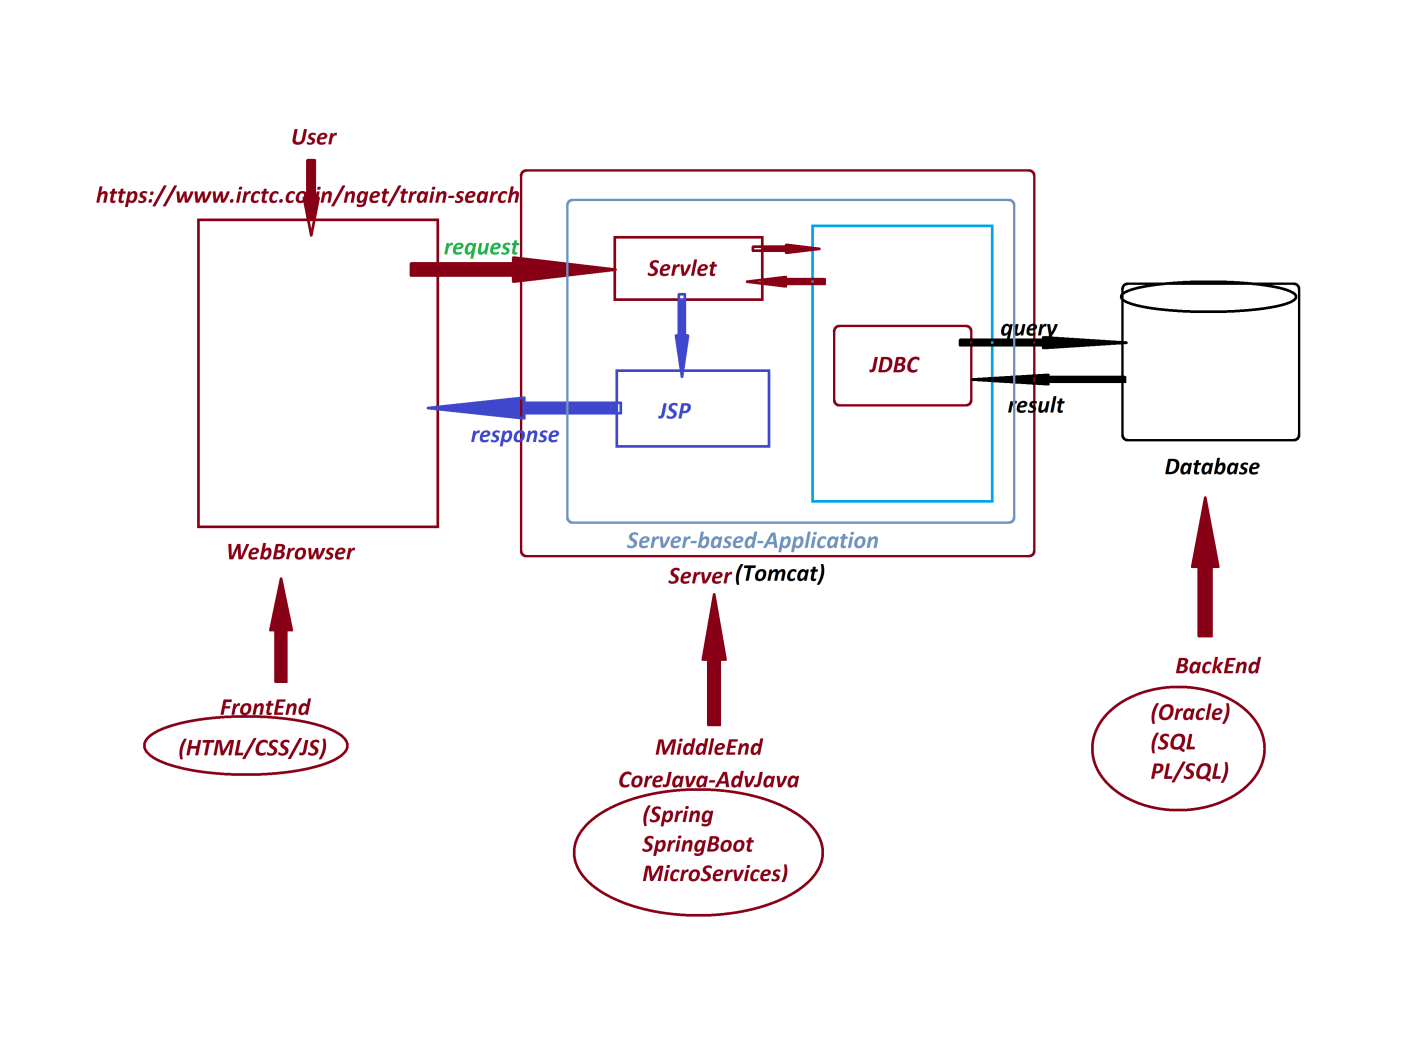 User
https://www.irctc.co.in/nget/train-search
request
Servlet
query
JDBC
result
JSP
response
Database
Server-based-Application
WebBrowser
Server (Tomcat)
FrontEnd
(HTML/CSS/JS)
MiddleEnd
CoreJava-AdvJava
(Spring
SpringBoot
MicroServices)
BackEnd
(Oracle)
(SQL
PL/SQL)